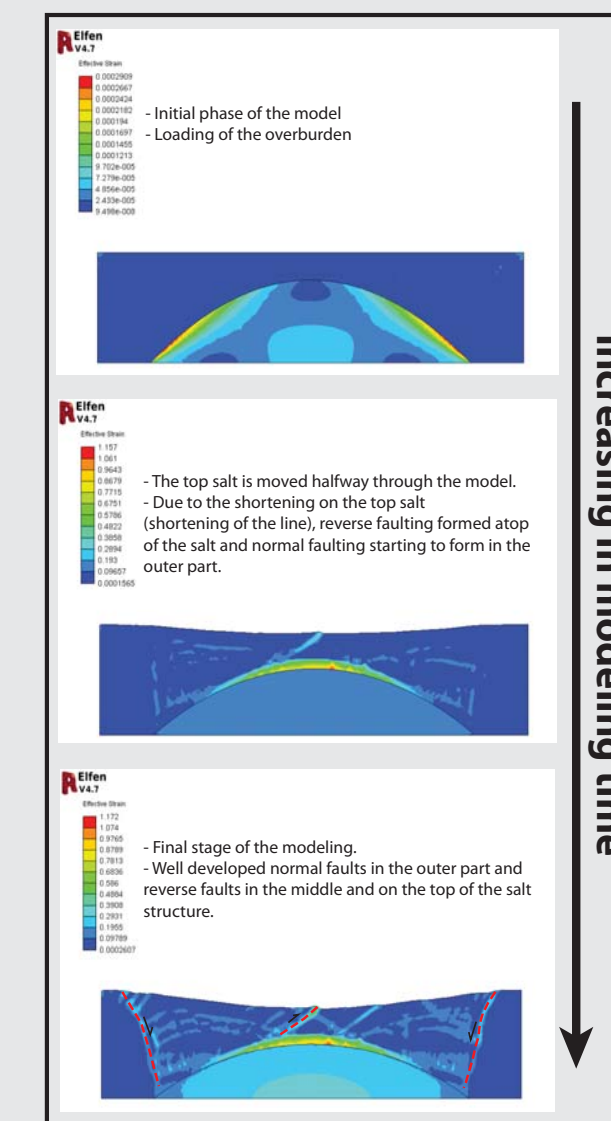 Elfen
V4.7
Effective Strain
0.0002909
0.0002667
0.0002424
0.0002182
0.000194
0.0001697
0.0001455
0.0001213
9.702e-005
7.279e-005
4.856e-005
2.433e-005
9.498e-008
- Initial phase of the model
- Loading of the overburden
Elfen
V4.7
Effective Strain
1.157
1.061
0.9643
0.8679
0.7715
0.6751
0.5786
0.4822
0.3858
0.2894
0.193
0.09657
0.0001565
- The top salt is moved halfway through the model.
- Due to the shortening on the top salt
(shortening of the line), reverse faulting formed atop
of the salt and normal faulting starting to form in the
outer part.
Elfen
V4.7
Effective Strain
1.172
1.074
0.9765
0.8789
0.7813
0.6836
0.586
0.4884
0.3908
0.2931
0.1955
0.09789
0.0002607
- Final stage of the modeling.
- Well developed normal faults in the outer part and
reverse faults in the middle and on the top of the salt
structure.
Increasing in modeling time